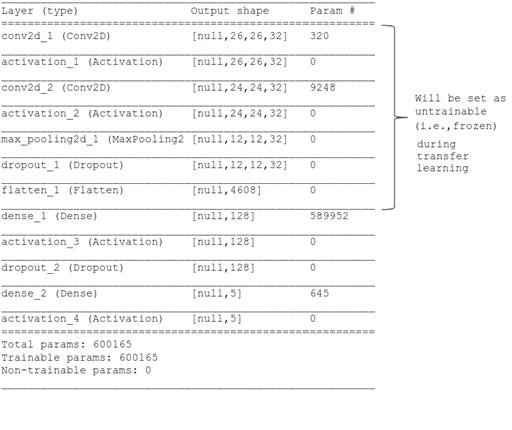 Layer (type) Output shape Param #
conv2d_1 (Conv2D) [null,26,26,32] 320
activation_1 (Activation) [null,26,26,32] 0
conv2d_2 (Conv2D) [null,24,24,32] 9248
activation_2 (Activation) [null,24,24,32] 0
max_pooling2d_1 (MaxPooling2 [null,12,12,32] 0
dropout_1 (Dropout) [null,12,12,32] 0
flatten_1 (Flatten) [null,4608] 0
dense_1 (Dense) [null,128] 589952
activation_3 (Activation) [null,128] 0
dropout_2 (Dropout) [null,128] 0
dense_2 (Dense) [null,5] 645
activation_4 (Activation) [null,5] 0
Total params: 600165
Trainable params: 600165
Non-trainable params: 0
Will be set as
untrainable
(i.e.,frozen)
during
transfer
learning